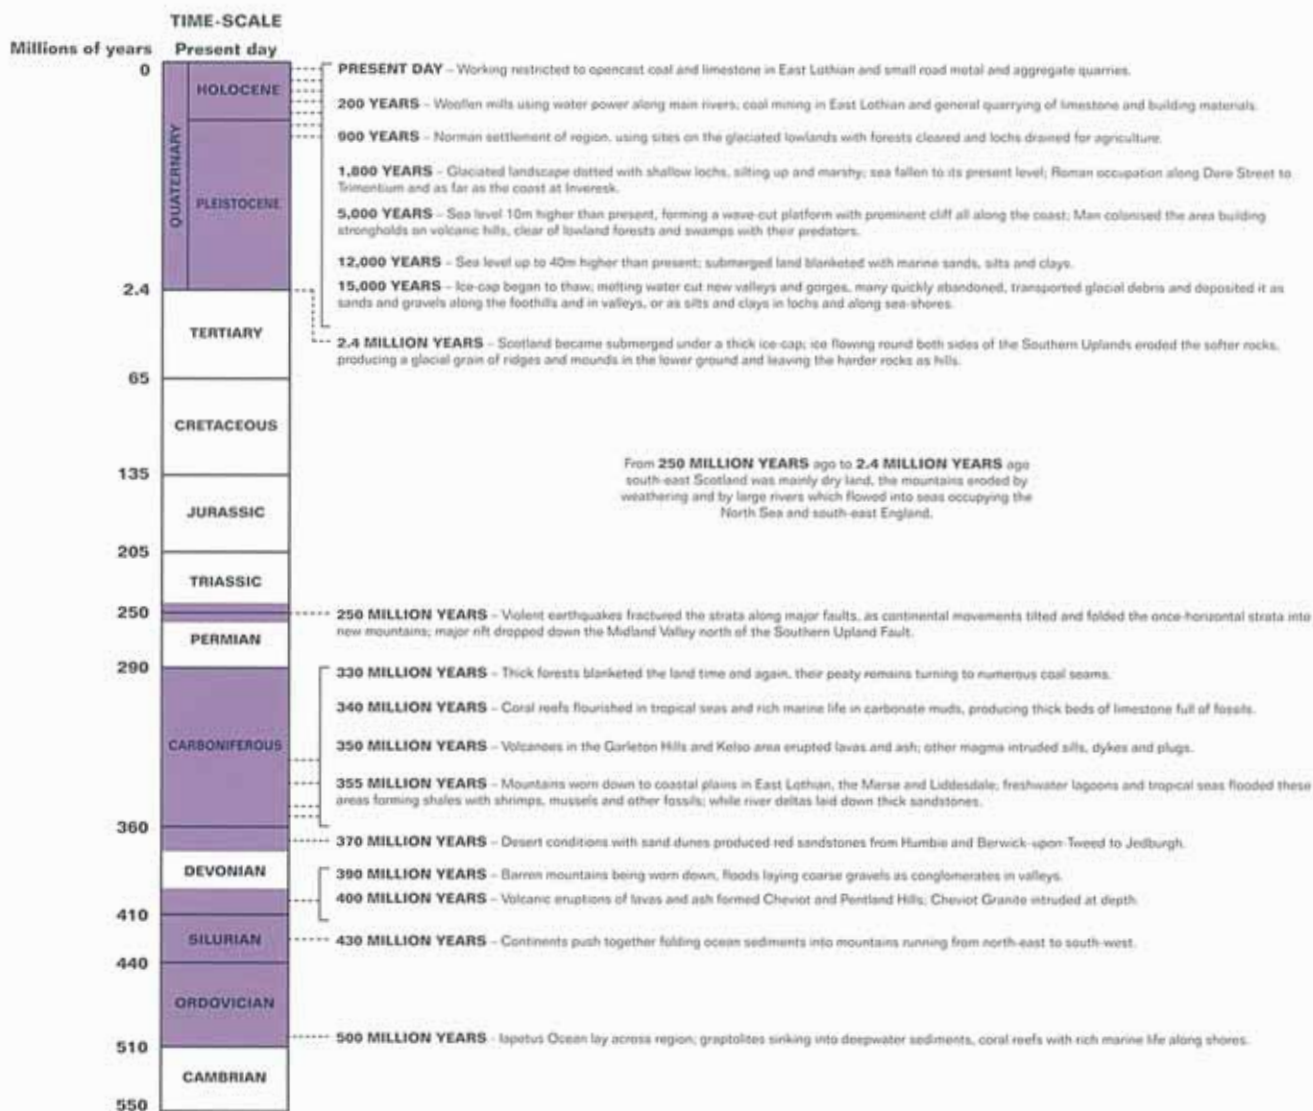 TIME-SCALE
Millions of years
Present day
0
QUATERNARY
HOLOCENE
PLEISTOCENE
2.4
TERTIARY
65
CRETACEOUS
135
JURASSIC
205
TRIASSIC
250
PERMIAN
290
CARBONIFEROUS
360
DEVONIAN
410
SILURIAN
440
ORDOVICIAN
510
CAMBRIAN
550
PRESENT DAY – Working restricted to opencast coal and limestone in East Lothian and small road metal and aggregate quarries.
200 YEARS – Woollen mills using water power along main rivers; coal mining in East Lothian and general quarrying of limestone and building materials.
900 YEARS – Norman settlement of region, using sites on the glaciated lowlands with forests cleared and lochs drained for agriculture.
1,800 YEARS – Glaciated landscape dotted with shallow lochs, silting up and marshy; sea fallen to its present level; Roman occupation along Dere Street to
Trimontium and as far as the coast at Inveresk.
5,000 YEARS – Sea level 10m higher than present, forming a wave-cut platform with prominent cliff all along the coast; Man colonised the area building
strongholds on volcanic hills, clear of lowland forests and swamps with their predators.
12,000 YEARS – Sea level up to 40m higher than present; submerged land blanketed with marine sands, silts and clays.
15,000 YEARS – Ice-cap began to thaw; melting water cut new valleys and gorges, many quickly abandoned, transported glacial debris and deposited it as
sands and gravels along the foothills and in valleys, or as silts and clays in lochs and along sea-shores.
2.4 MILLION YEARS – Scotland became submerged under a thick ice-cap; ice flowing round both sides of the Southern Uplands eroded the softer rocks,
producing a glacial grain of ridges and mounds in the lower ground and leaving the harder rocks as hills.
From 250 MILLION YEARS ago to 2.4 MILLION YEARS ago
south-east Scotland was mainly dry land, the mountains eroded by
weathering and by large rivers which flowed into seas occupying the
North Sea and south-east England.
250 MILLION YEARS – Violent earthquakes fractured the strata along major faults, as continental movements tilted and folded the once-horizontal strata into
new mountains; major rift dropped down the Midland Valley north of the Southern Upland Fault.
330 MILLION YEARS – Thick forests blanketed the land time and again, their peaty remains turning to numerous coal seams.
340 MILLION YEARS – Coral reefs flourished in tropical seas and rich marine life in carbonate muds, producing thick beds of limestone full of fossils.
350 MILLION YEARS – Volcanoes in the Garleton Hills and Kelso area erupted lavas and ash; other magma intruded sills, dykes and plugs.
355 MILLION YEARS – Mountains worn down to coastal plains in East Lothian, the Merse and Liddesdale, freshwater lagoons and tropical seas flooded these
areas forming shales with shrimps, mussels and other fossils; while river deltas laid down thick sandstones.
370 MILLION YEARS – Desert conditions with sand dunes produced red sandstones from Humbie and Berwick-upon-Tweed to Jedburgh.
390 MILLION YEARS – Barren mountains being worn down, floods laying coarse gravels as conglomerates in valleys.
400 MILLION YEARS – Volcanic eruptions of lavas and ash formed Cheviot and Pentland Hills; Cheviot Granite intruded at depth.
430 MILLION YEARS – Continents push together folding ocean sediments into mountains running from north-east to south-west.
500 MILLION YEARS – Iapetus Ocean lay across region; graptolites sinking into deepwater sediments, coral reefs with rich marine life along shores.